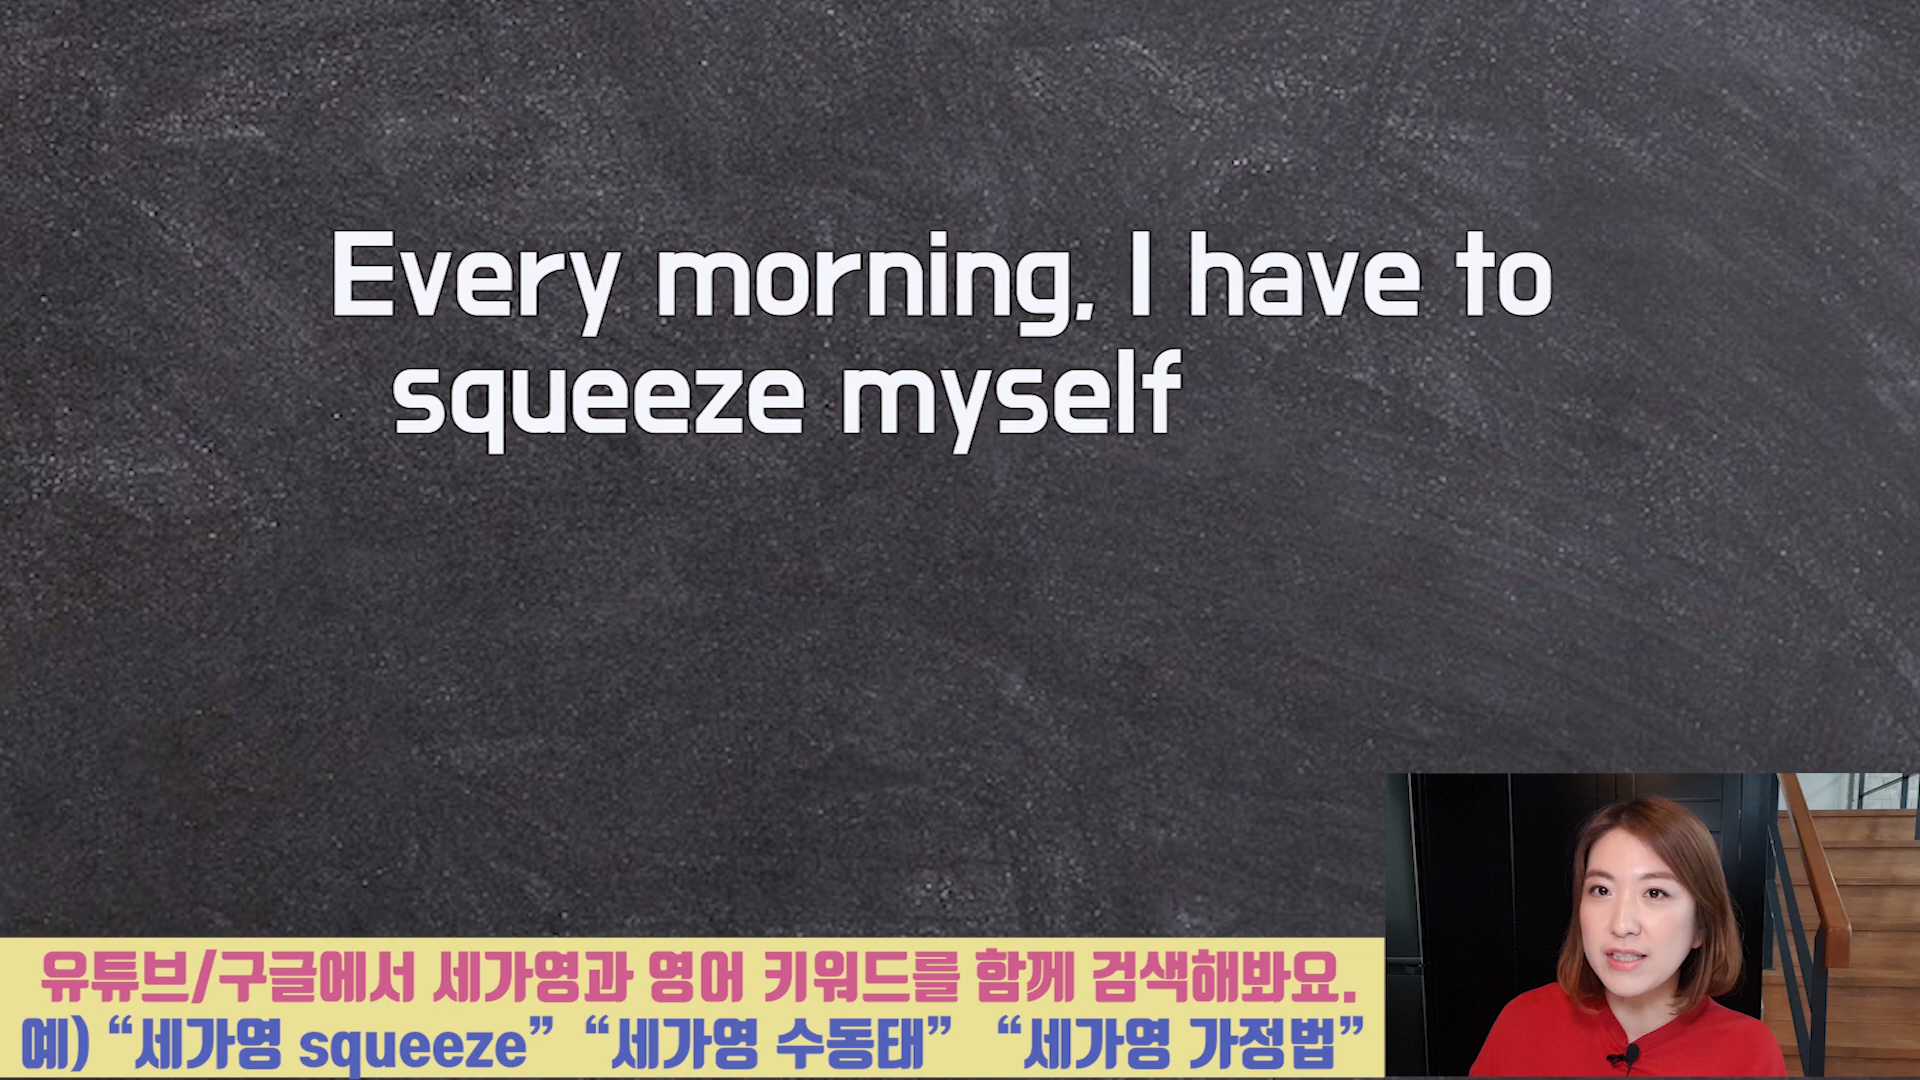 Every morning, I have to
squeeze myself
유튜브/구글에서 세가영과 영어 키워드를 함께 검색해봐요.
예) “세가영 squeeze” “세가영 수동태” “세가영 가정법”